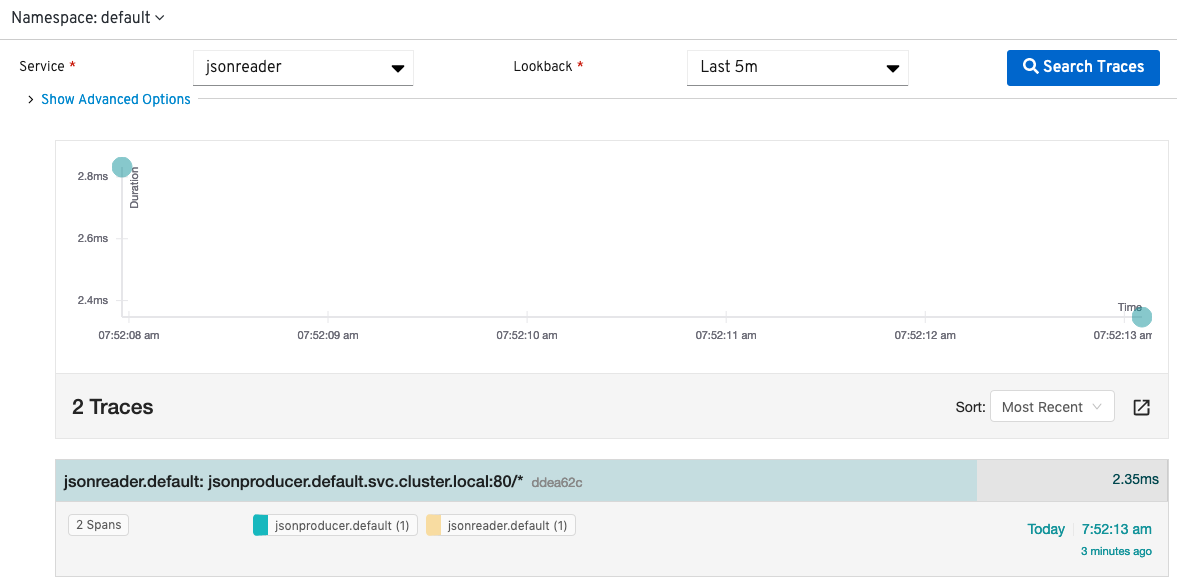 Namespace: default
Service * jsonreader Lookback * Last 5m Search Traces
Show Advanced Options
2.8ms
Duration
2.6ms
2.4ms
Time
07:52:08 am 07:52:09 am 07:52:10 am 07:52:11 am 07:52:12 am 07:52:13 am
2 Traces Sort: Most Recent
jsonreader.default: jsonproducer.default.svc.cluster.local:80/* ddea62c 2.35ms
2 Spans jsonproducer.default (1) jsonreader.default (1) Today 7:52:13 am
3 minutes ago